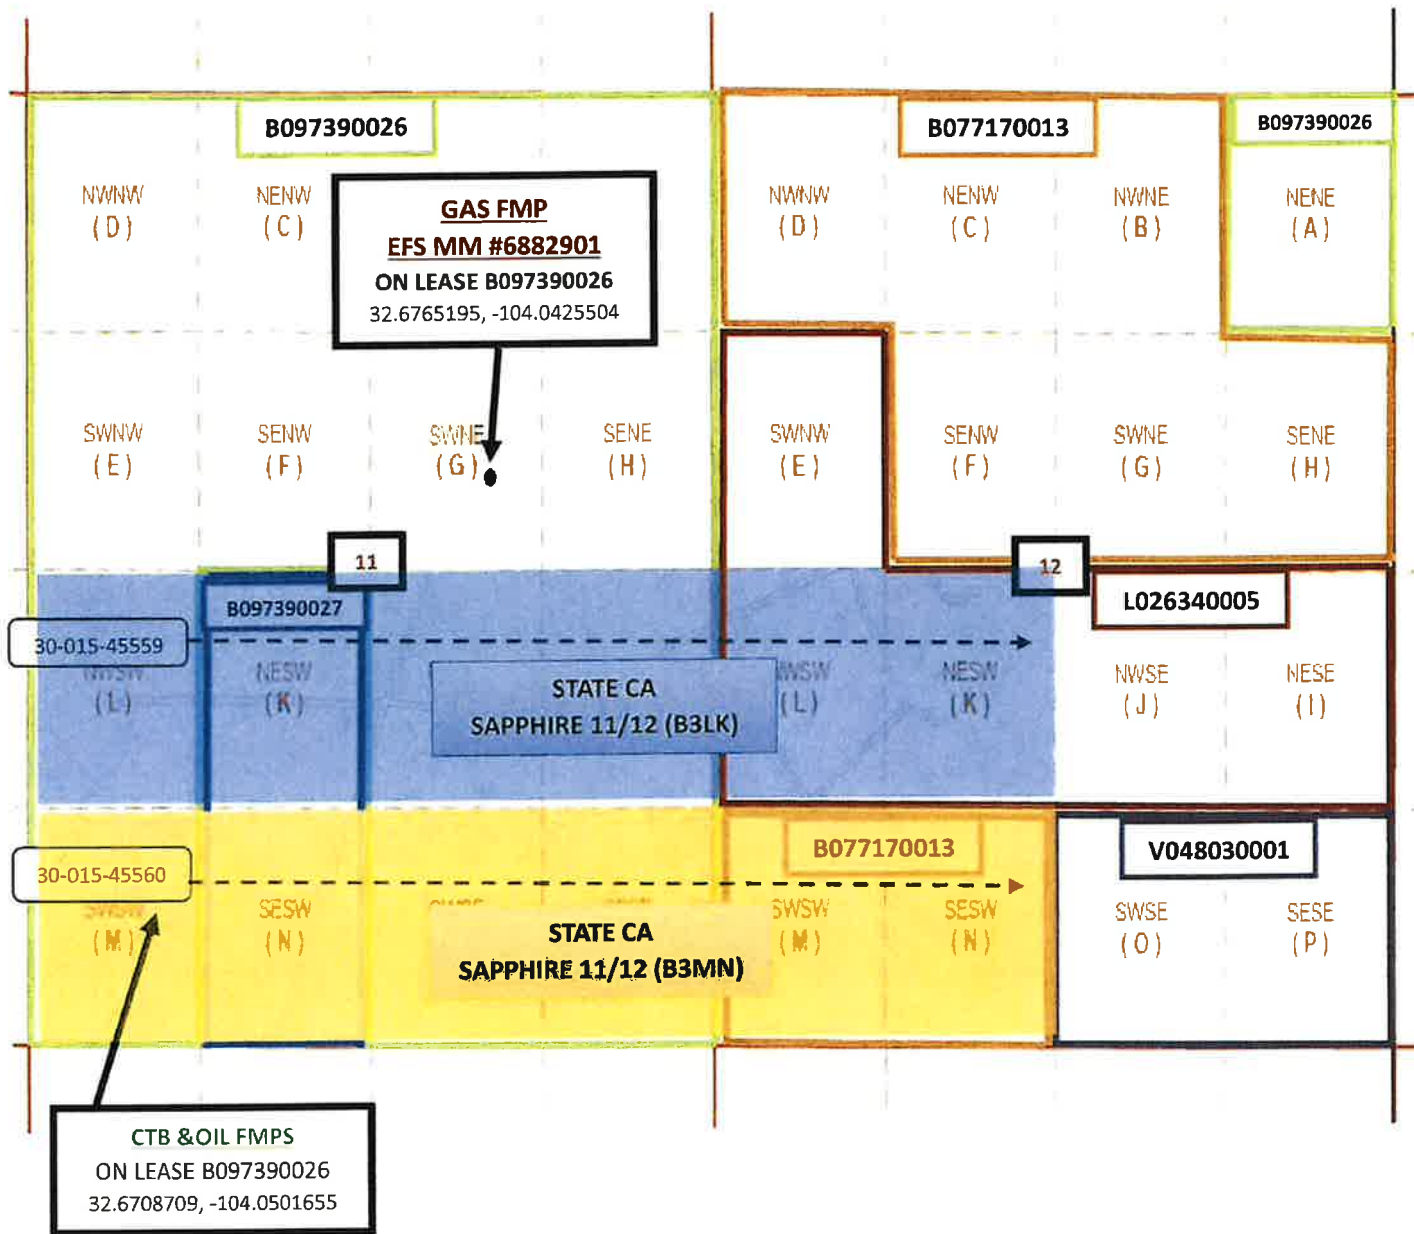 B097390026
B077170013
B097390026
NWNW
(D)
NENW
(C)
GAS FMP
EFS MM #6882901
ON LEASE B097390026
32.6765195, -104.0425504
NWNW
(D)
NENW
(C)
NWNE
(B)
NENE
(A)
SWNW
(E)
SENW
(F)
SWNE
(G)
SENE
(H)
SWNW
(E)
SENW
(F)
SWNE
(G)
SENE
(H)
11
12
B097390027
L026340005
30-015-45559
NWSW
(L)
NESW
(K)
STATE CA
SAPPHIRE 11/12 (B3LK)
NWSW
(L)
NESW
(K)
NWSE
(J)
NESE
(I)
B077170013
V048030001
30-015-45560
SWSW
(M)
SESW
(N)
STATE CA
SAPPHIRE 11/12 (B3MN)
SWSW
(M)
SESW
(N)
SWSE
(O)
SESE
(P)
CTB &OIL FMPS
ON LEASE B097390026
32.6708709, -104.0501655